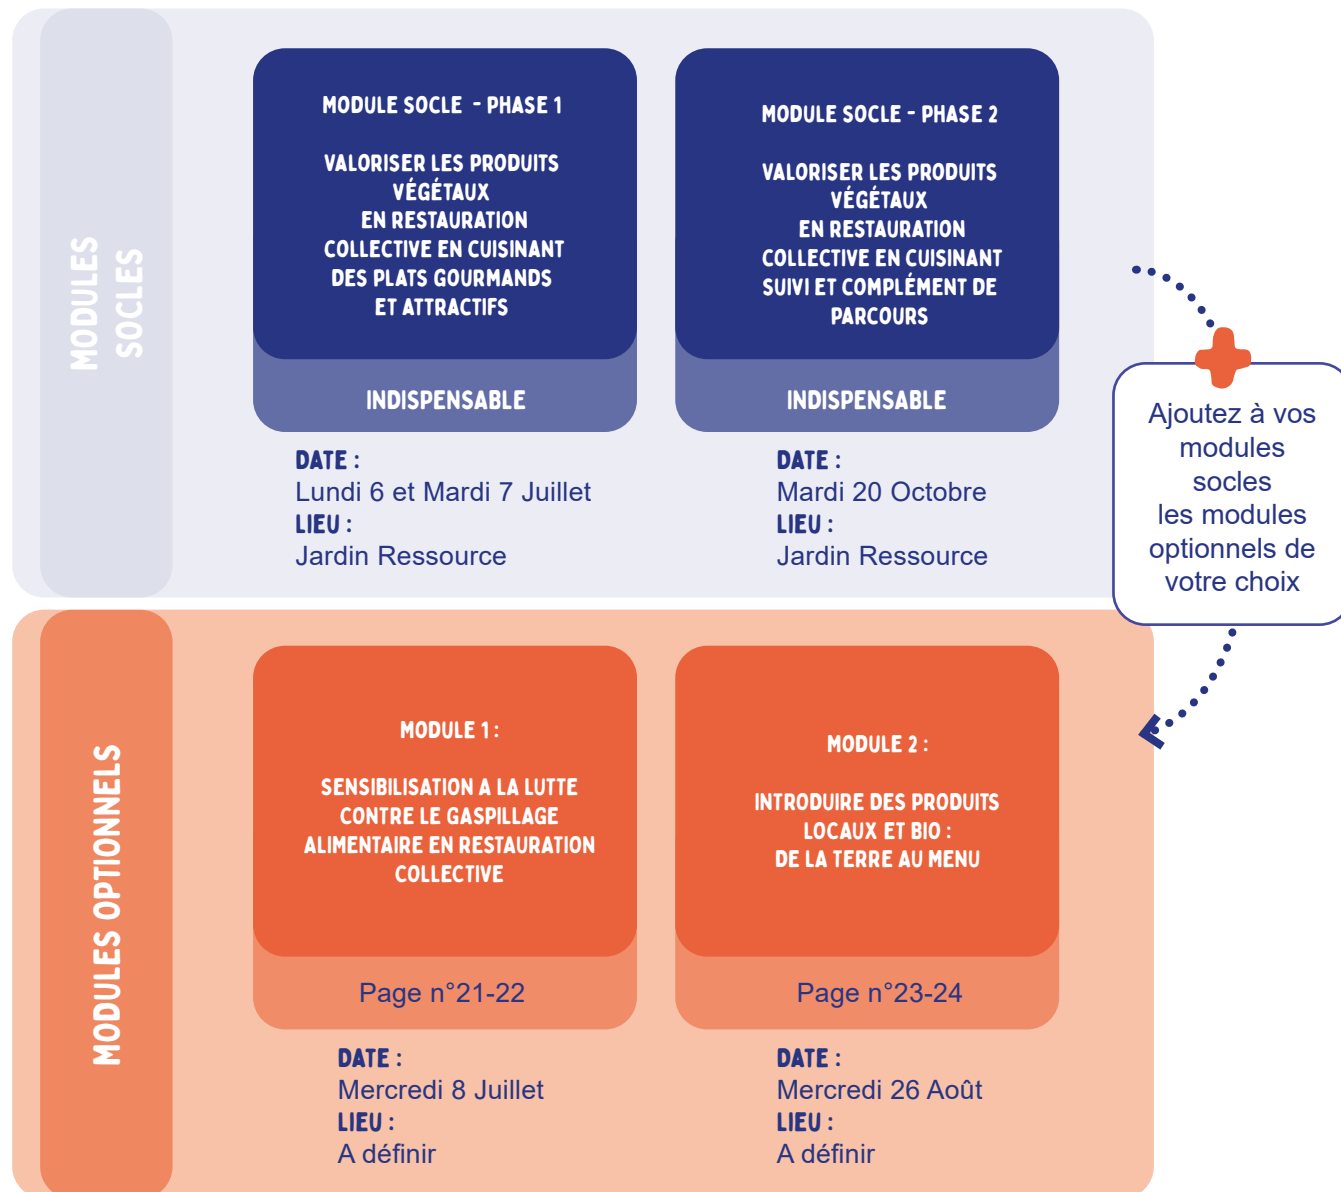 MODULES
SOCLES
MODULE SOCLE - PHASE 1
VALORISER LES PRODUITS
VÉGÉTAUX
EN RESTAURATION
COLLECTIVE EN CUISINANT
DES PLATS GOURMANDS
ET ATTRACTIFS
INDISPENSABLE
DATE :
Lundi 6 et Mardi 7 Juillet
LIEU :
Jardin Ressource
MODULE SOCLE - PHASE 2
VALORISER LES PRODUITS
VÉGÉTAUX
EN RESTAURATION
COLLECTIVE EN CUISINANT
SUIVI ET COMPLÉMENT DE
PARCOURS
INDISPENSABLE
DATE :
Mardi 20 Octobre
LIEU :
Jardin Ressource
Ajoutez à vos
modules
socles
les modules
optionnels de
votre choix
MODULES OPTIONNELS
MODULE 1 :
SENSIBILISATION A LA LUTTE
CONTRE LE GASPILLAGE
ALIMENTAIRE EN RESTAURATION
COLLECTIVE
Page n°21-22
DATE :
Mercredi 8 Juillet
LIEU :
A définir
MODULE 2 :
INTRODUIRE DES PRODUITS
LOCAUX ET BIO :
DE LA TERRE AU MENU
Page n°23-24
DATE :
Mercredi 26 Août
LIEU :
A définir